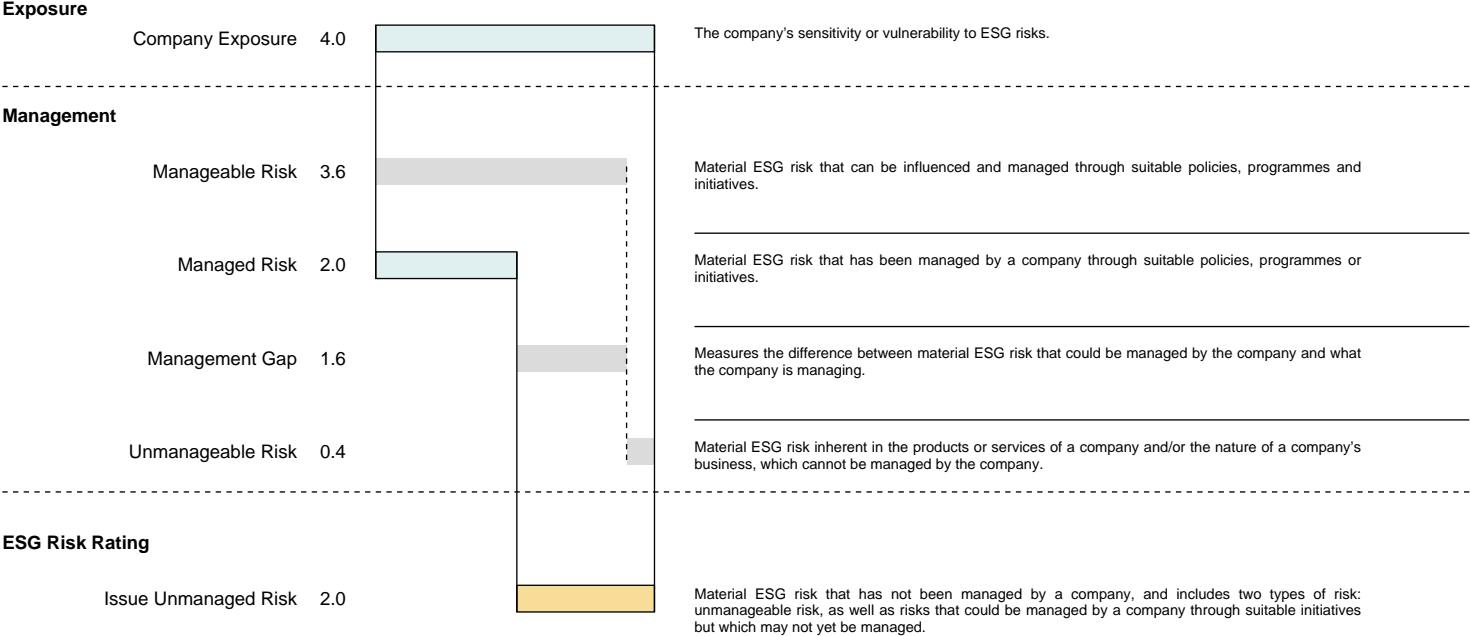 Exposure
Company Exposure 4.0
The company's sensitivity or vulnerability to ESG risks.
Management
Manageable Risk 3.6
Material ESG risk that can be influenced and managed through suitable policies, programmes and
initiatives.
Managed Risk 2.0
Material ESG risk that has been managed by a company through suitable policies, programmes or
initiatives.
Management Gap 1.6
Measures the difference between material ESG risk that could be managed by the company and what
the company is managing.
Unmanageable Risk 0.4
Material ESG risk inherent in the products or services of a company and/or the nature of a company's
business, which cannot be managed by the company.
ESG Risk Rating
Issue Unmanaged Risk 2.0
Material ESG risk that has not been managed by a company, and includes two types of risk:
unmanageable risk, as well as risks that could be managed by a company through suitable initiatives
but which may not yet be managed.